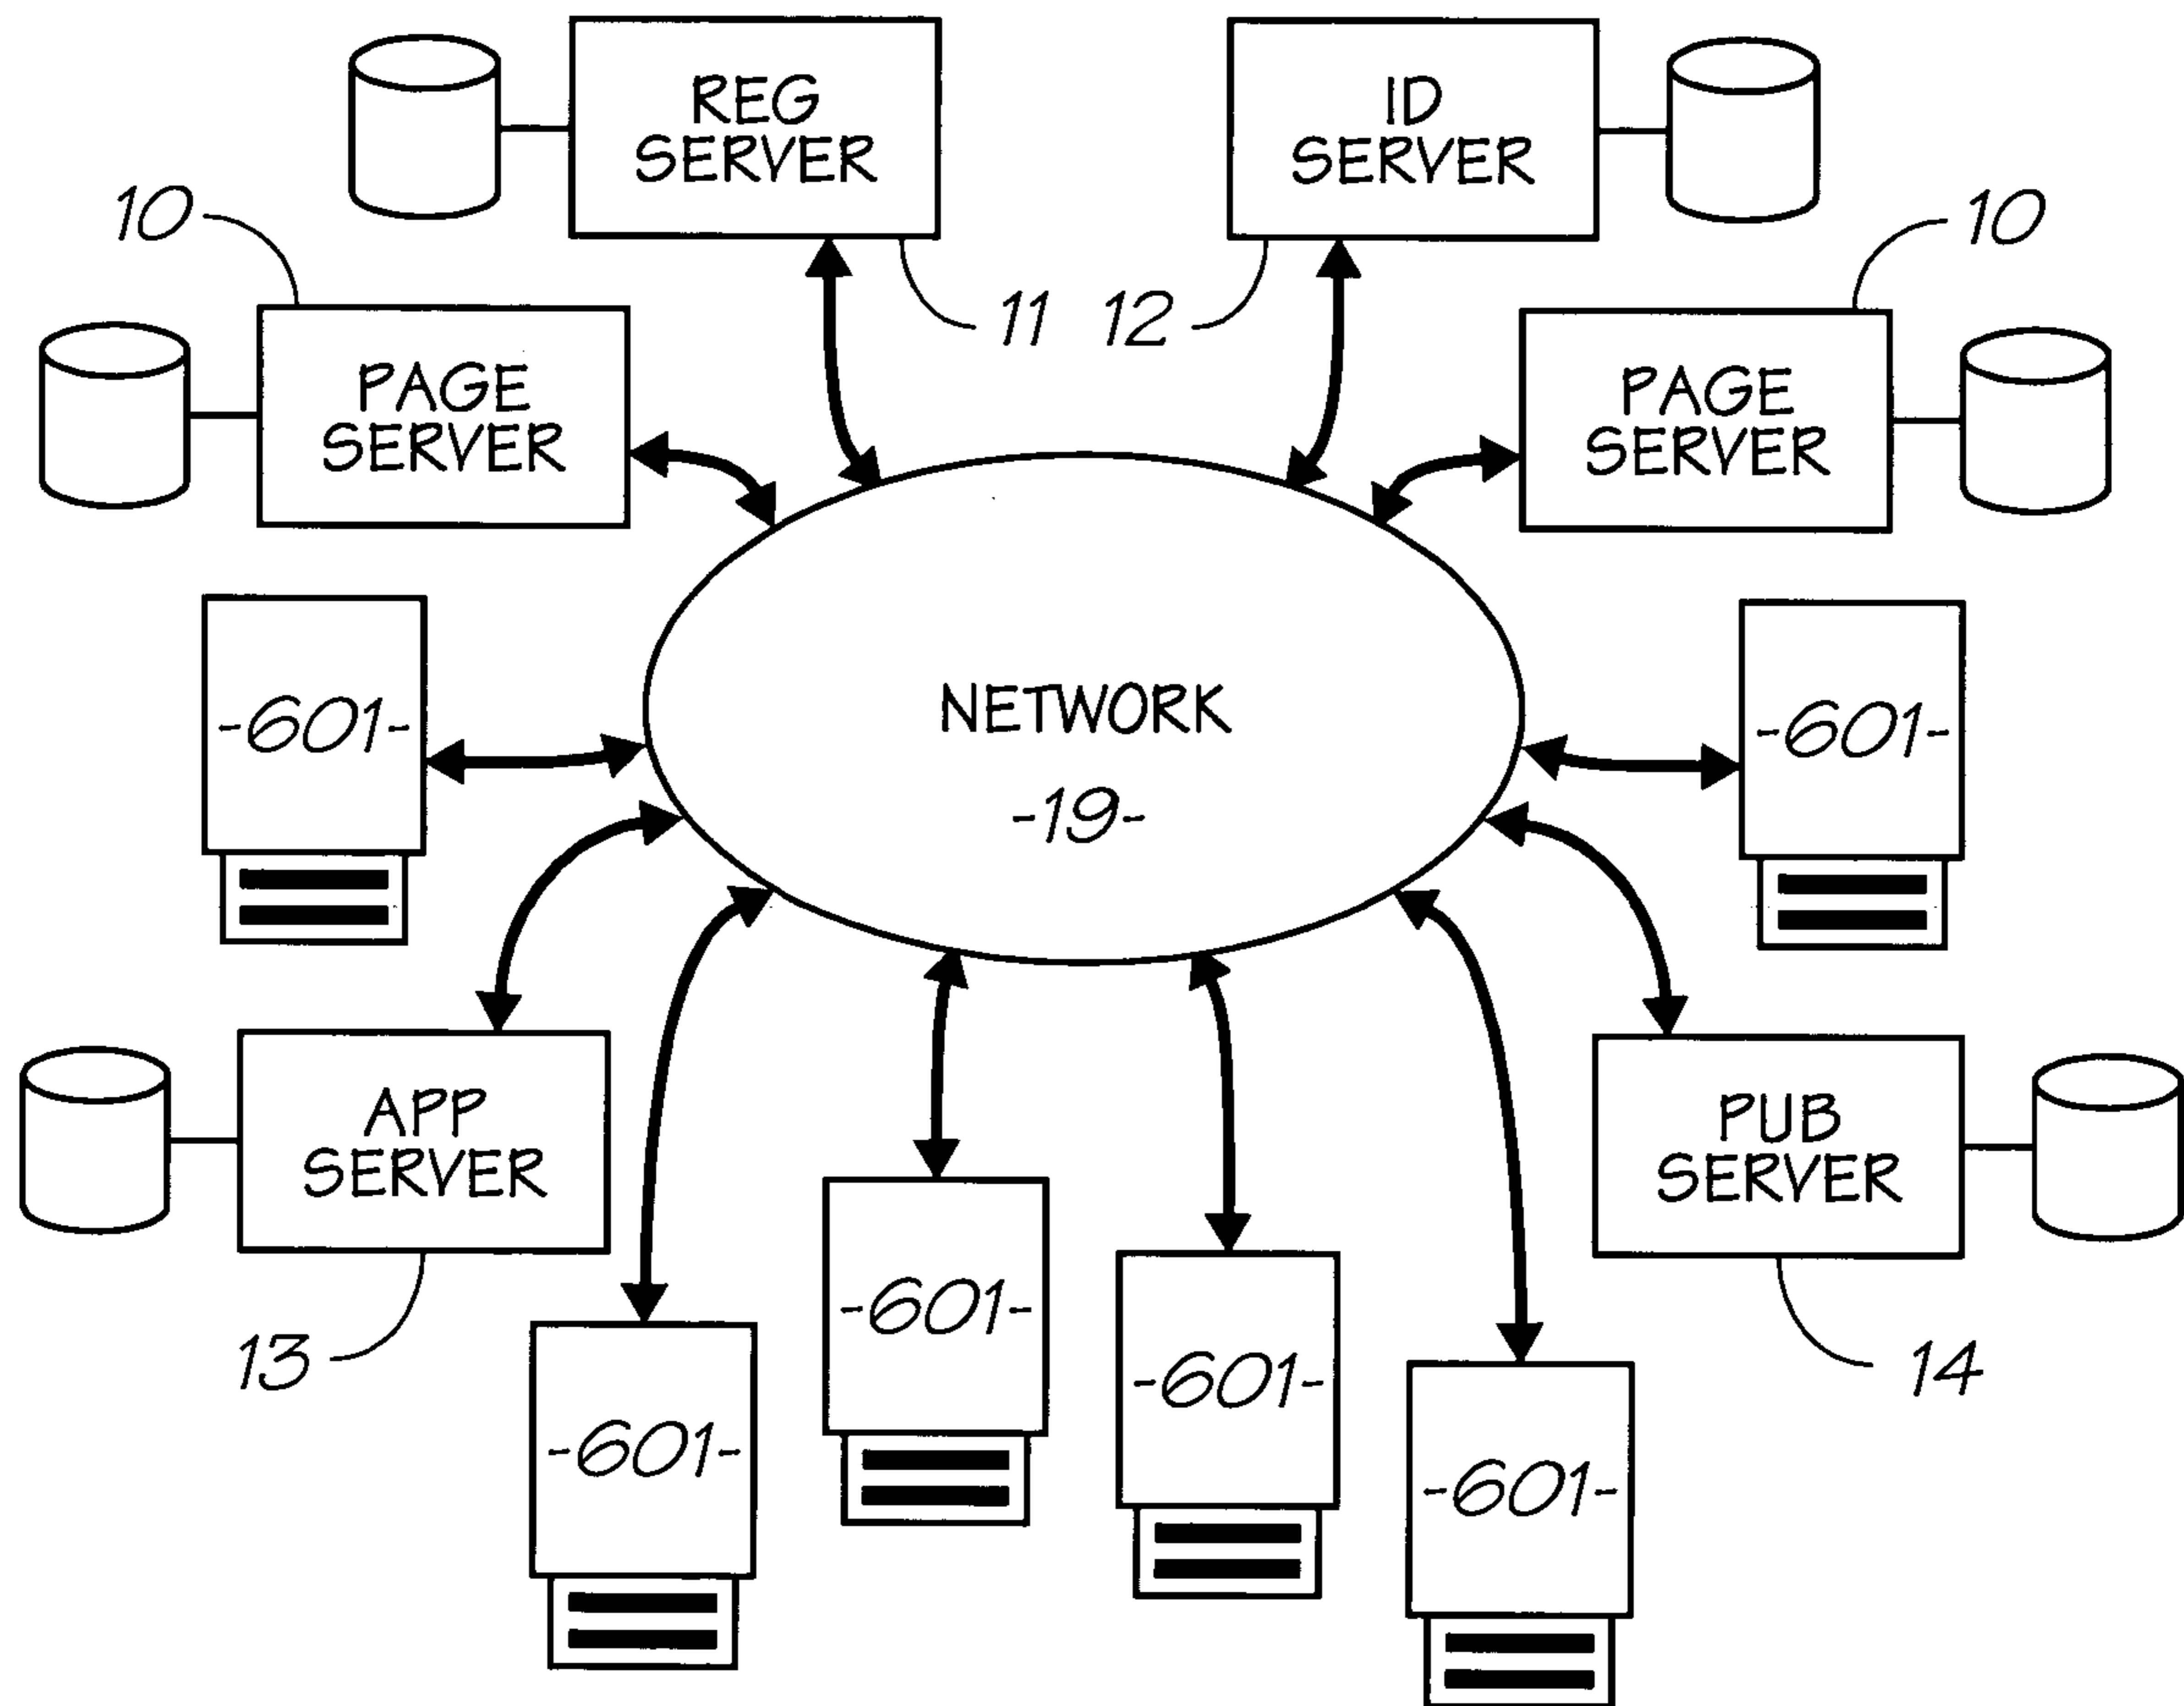 REG
SERVER
ID
SERVER
10
10
11
12
PAGE
SERVER
PAGE
SERVER
-601-
NETWORK
-19-
-601-
APP
SERVER
PUB
SERVER
-601-
-601-
13
14
-601-
-601-